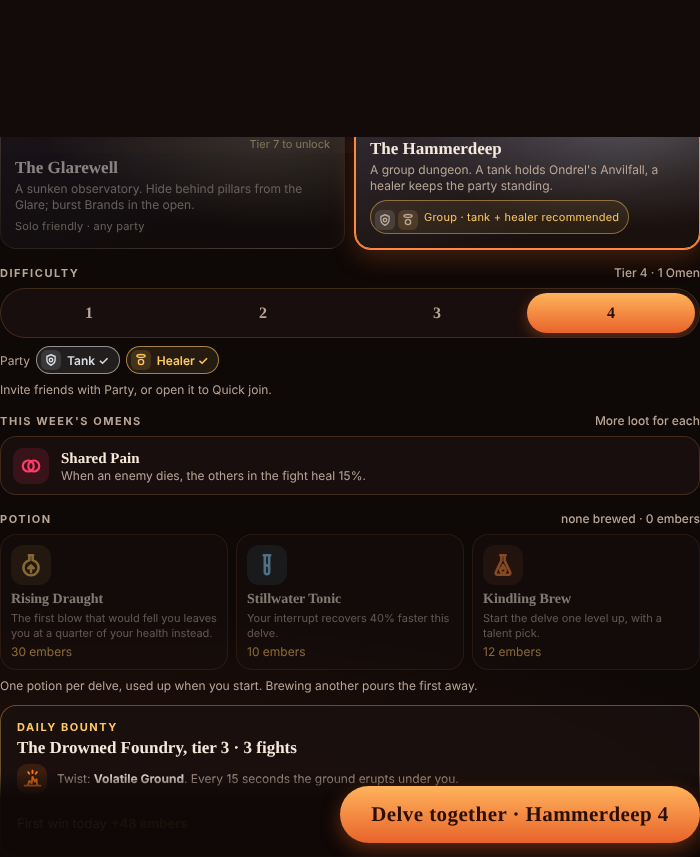 Tier 7 to unlock
The Glarewell
A sunken observatory. Hide behind pillars from the
Glare; burst Brands in the open.
Solo friendly · any party
The Hammerdeep
A group dungeon. A tank holds Ondrel's Anvilfall, a
healer keeps the party standing.
Group · tank + healer recommended
DIFFICULTY
Tier 4 · 1 Omen
1
2
3
4
Party
Tank ✓
Healer ✓
Invite friends with Party, or open it to Quick join.
THIS WEEK'S OMENS
More loot for each
Shared Pain
When an enemy dies, the others in the fight heal 15%.
POTION
none brewed · 0 embers
Rising Draught
The first blow that would fell you leaves
you at a quarter of your health instead.
30 embers
Stillwater Tonic
Your interrupt recovers 40% faster this
delve.
10 embers
Kindling Brew
Start the delve one level up, with a
talent pick.
12 embers
One potion per delve, used up when you start. Brewing another pours the first away.
DAILY BOUNTY
The Drowned Foundry, tier 3 · 3 fights
Twist: Volatile Ground. Every 15 seconds the ground erupts under you.
First win today +48 embers
Delve together · Hammerdeep 4